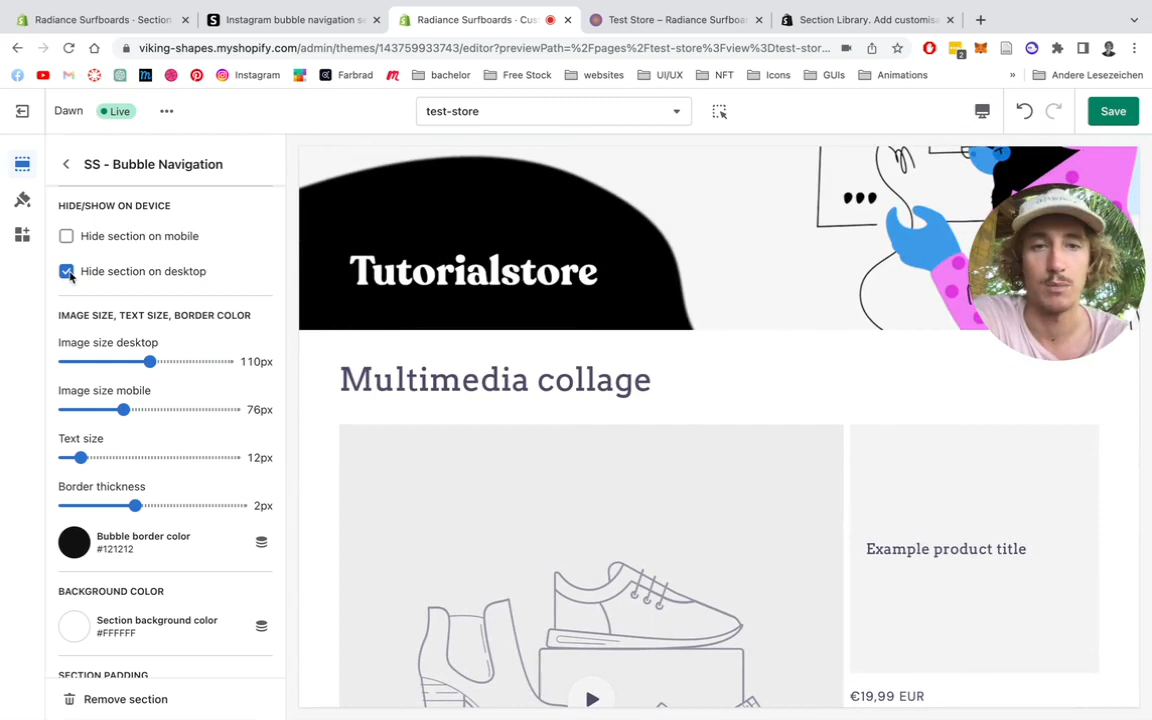 Radiance Surfboards - Section
Instagram bubble navigation se
Radiance Surfboards - Cus
Test Store – Radiance Surfboa
Section Library. Add customisa
viking-shapes.myshopify.com/admin/themes/143759933743/editor?previewPath=%2Fpages%2Ftest-store%3Fview%3Dtest-stor...
2
Instagram
Farbrad
bachelor
Free Stock
websites
UI/UX
NFT
Icons
GUIs
Animations
»
Andere Lesezeichen
Dawn
Live
test-store
Save
SS - Bubble Navigation
HIDE/SHOW ON DEVICE
Hide section on mobile
Hide section on desktop
IMAGE SIZE, TEXT SIZE, BORDER COLOR
Image size desktop
110px
Image size mobile
76px
Text size
12px
Border thickness
2px
Bubble border color
#121212
BACKGROUND COLOR
Section background color
#FFFFFF
SECTION PADDING
Remove section
Tutorialstore
Multimedia collage
Example product title
€19,99 EUR